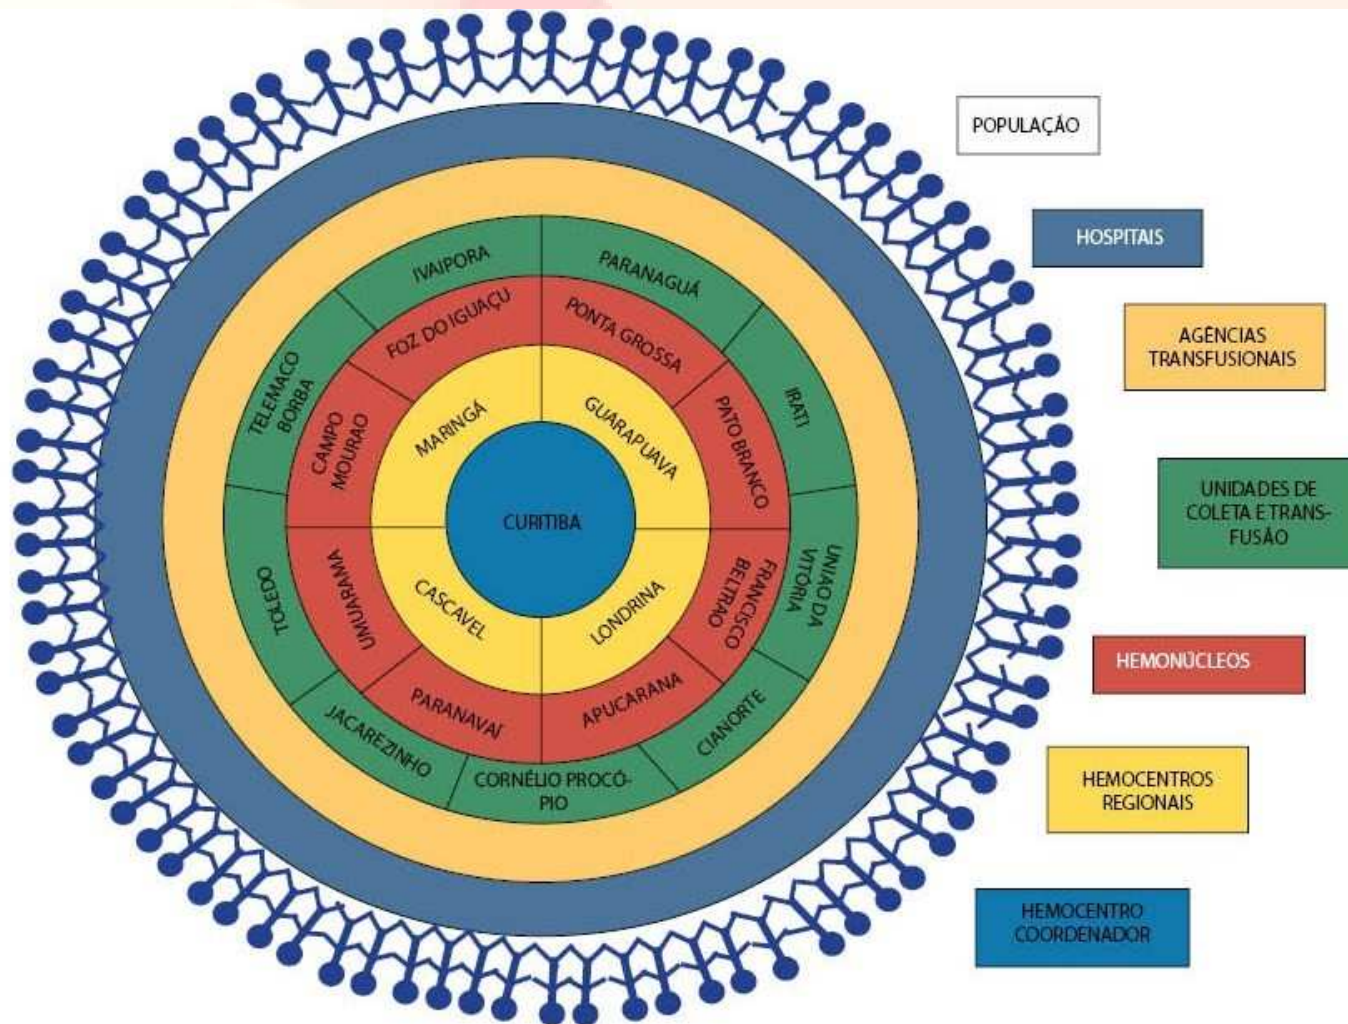 POPULAÇÃO
HOSPITAIS
AGÊNCIAS
TRANSFUSIONAIS
UNIDADES DE
COLETA E TRANS-
FUSÃO
HEMONÚCLEOS
HEMOCENTROS
REGIONAIS
HEMOCENTRO
COORDENADOR
IVAIPORA
PARANAGUÁ
IRATI
UNIAO DA
VITÓRIA
CIANORTE
CORNÉLIO PROCÓ-
PIO
JACAREZINHO
TOLEDO
TELEMACO
BORBA
FOZ DO IGUAÇU
PONTA GROSSA
PATO BRANCO
FRANCISCO
BELTRAO
APUCARANA
PARANAVAÍ
UMUARAMA
CAMPO
MOURAO
MARINGÁ
GUARAPUAVA
LONDRINA
CASCAVEL
CURITIBA